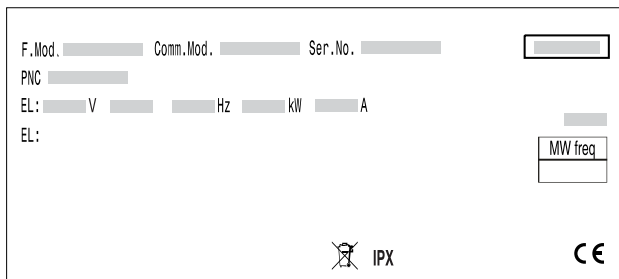 F.Mod. Comm.Mod. Ser.No.
PNC
EL: V Hz kW A
EL:
MW freq
IPX
CE